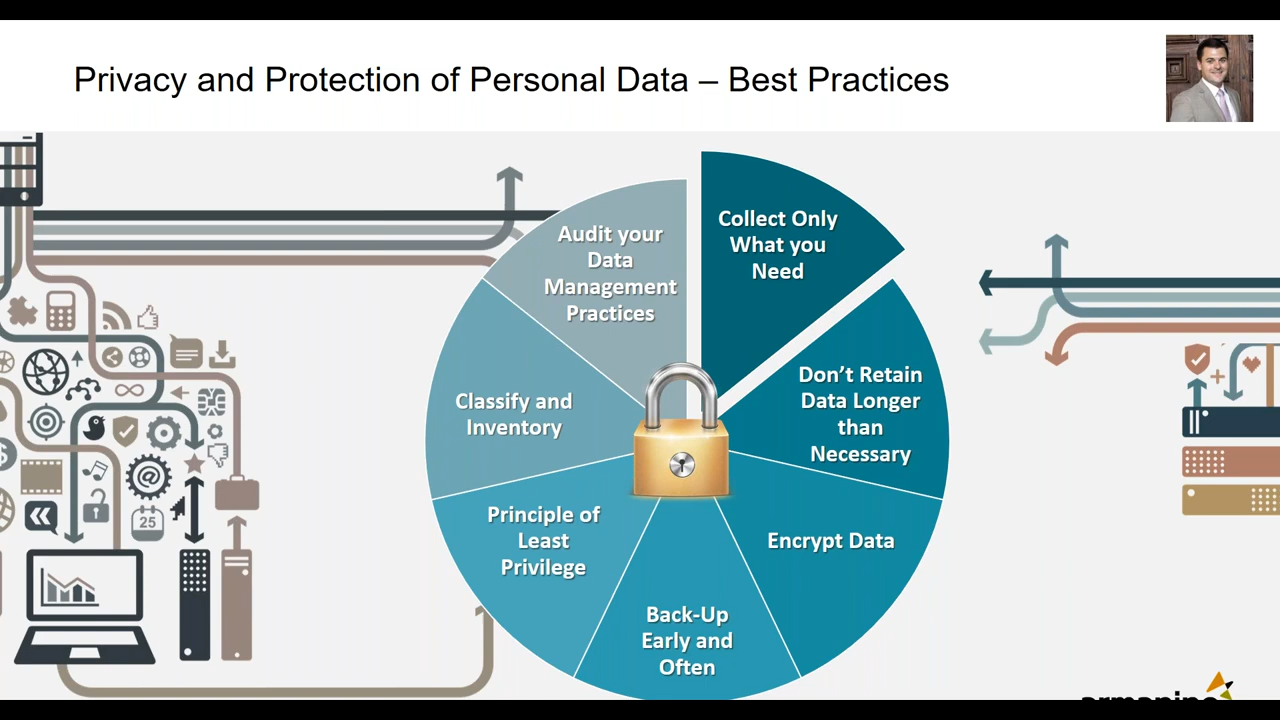 Privacy and Protection of Personal Data – Best Practices
Collect Only
What you
Need
Don't Retain
Data Longer
than
Necessary
Encrypt Data
Back-Up
Early and
Often
Principle of
Least
Privilege
Classify and
Inventory
Audit your
Data
Management
Practices
25